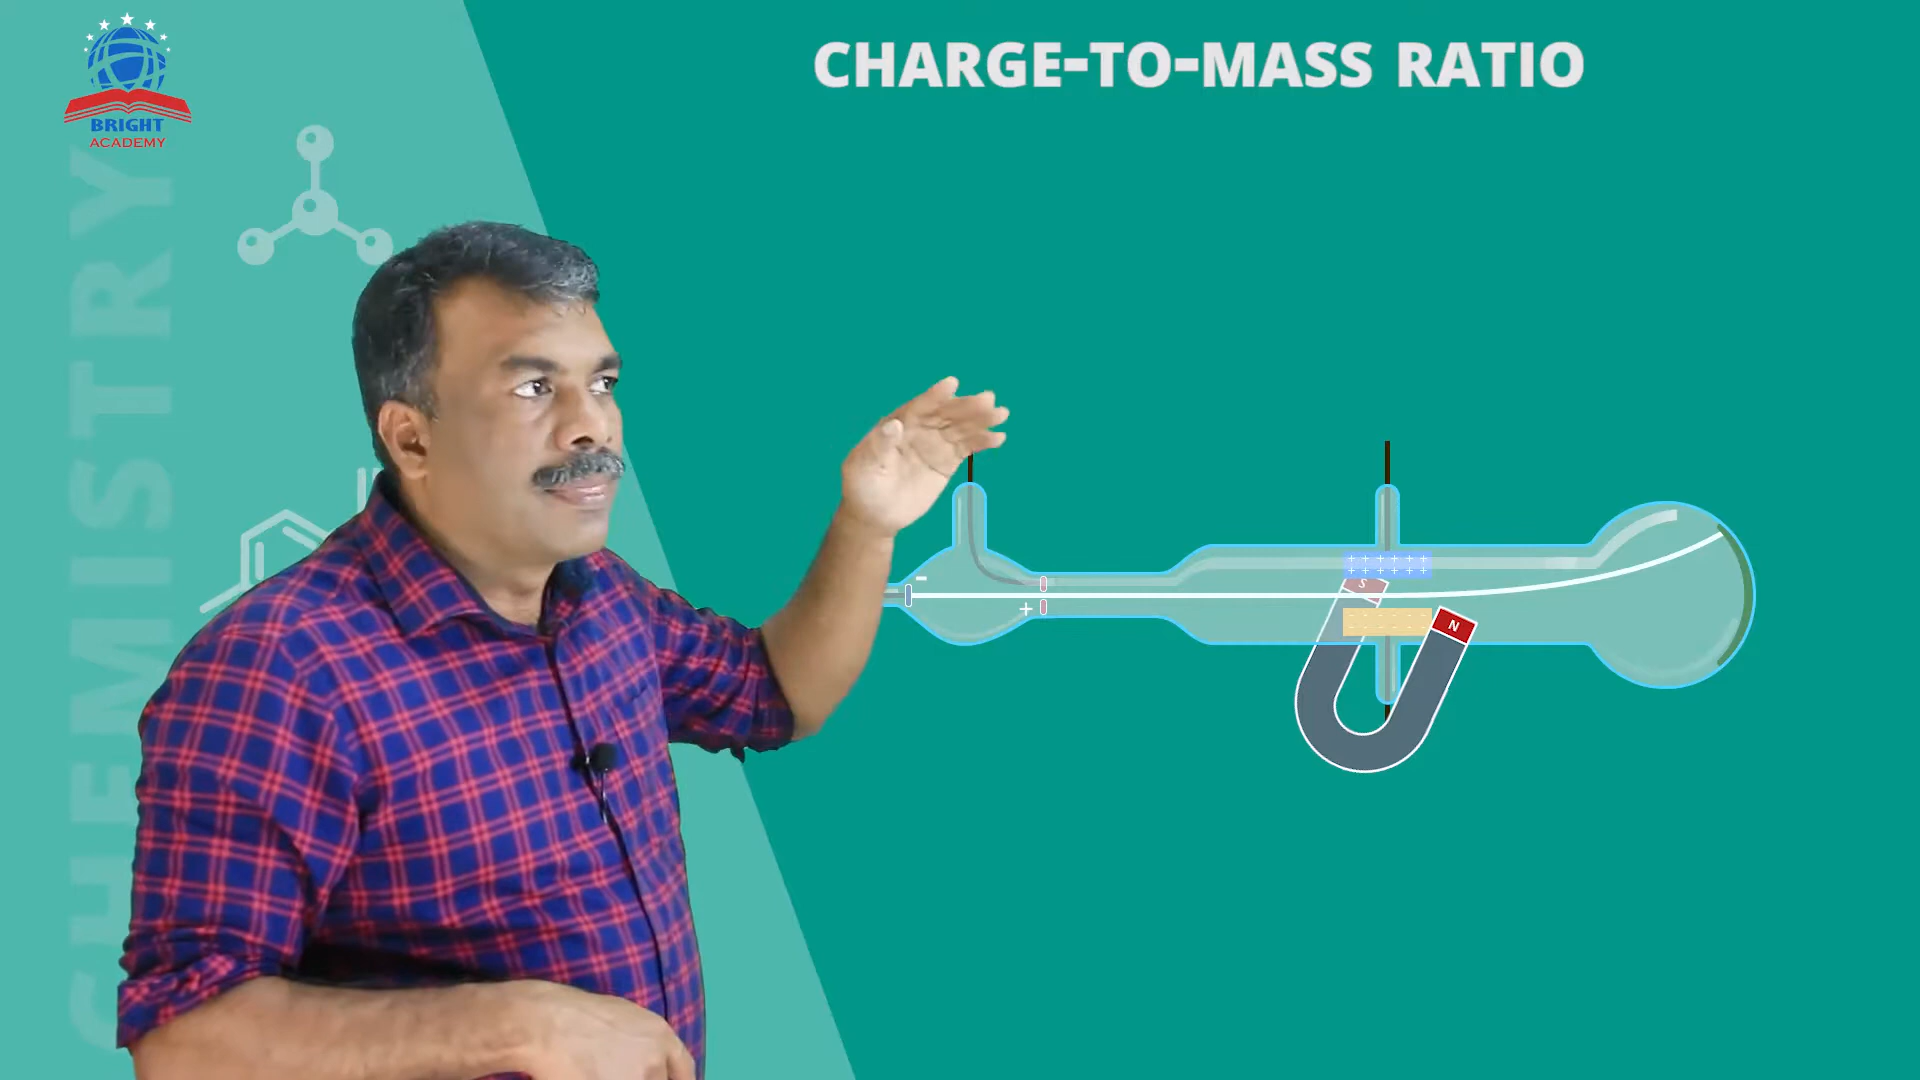 CHARGE-TO-MASS RATIO
BRIGHT
ACADEMY
CHEMISTRY
-
+
S
N